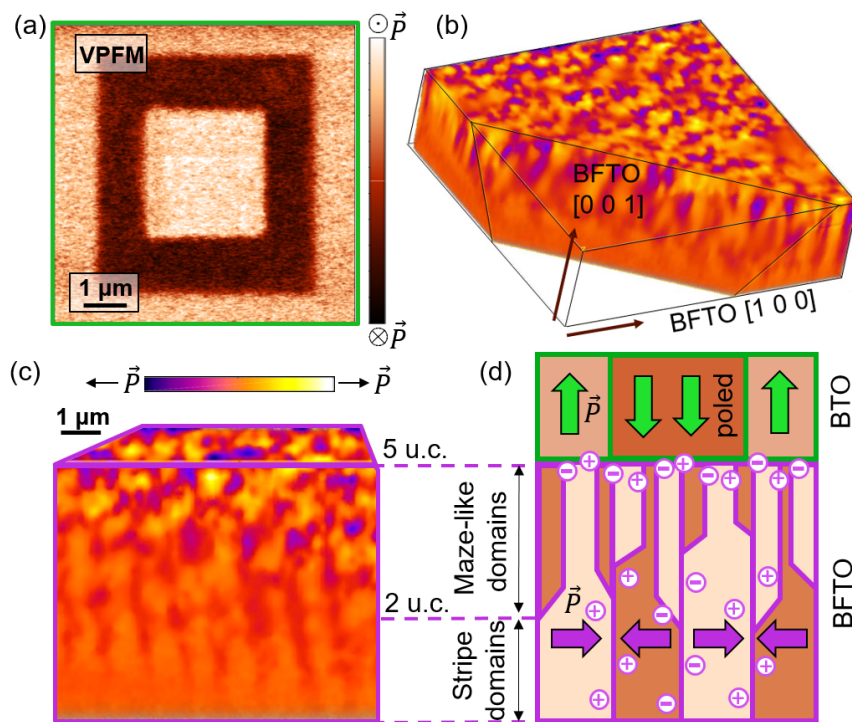 (a)
VPFM
1 µm
⊙ P⃗
⊗ P⃗
(b)
BFTO
[0 0 1]
BFTO [1 0 0]
(c)
← P⃗
→ P⃗
1 µm
5 u.c.
2 u.c.
Maze-like
domains
Stripe
domains
(d)
P⃗
poled
BTO
− + − + − + − + −
− +
+ −
−
+ − + − +
P⃗
BFTO
+ − + − +
+ − + −